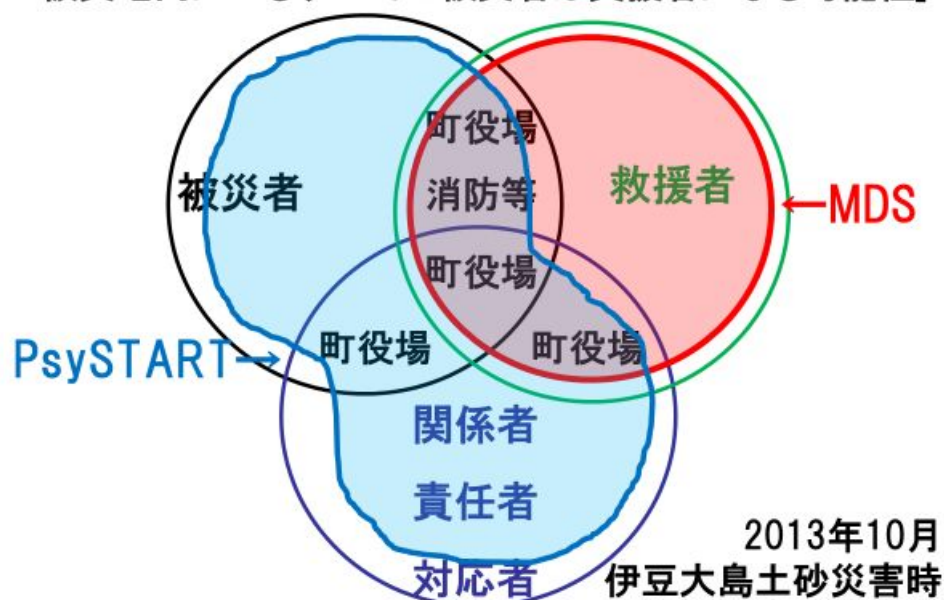 町役場
消防等
被災者
救援者
←MDS
町役場
PsySTART→
町役場
町役場
関係者
責任者
対応者
2013年10月
伊豆大島土砂災害時